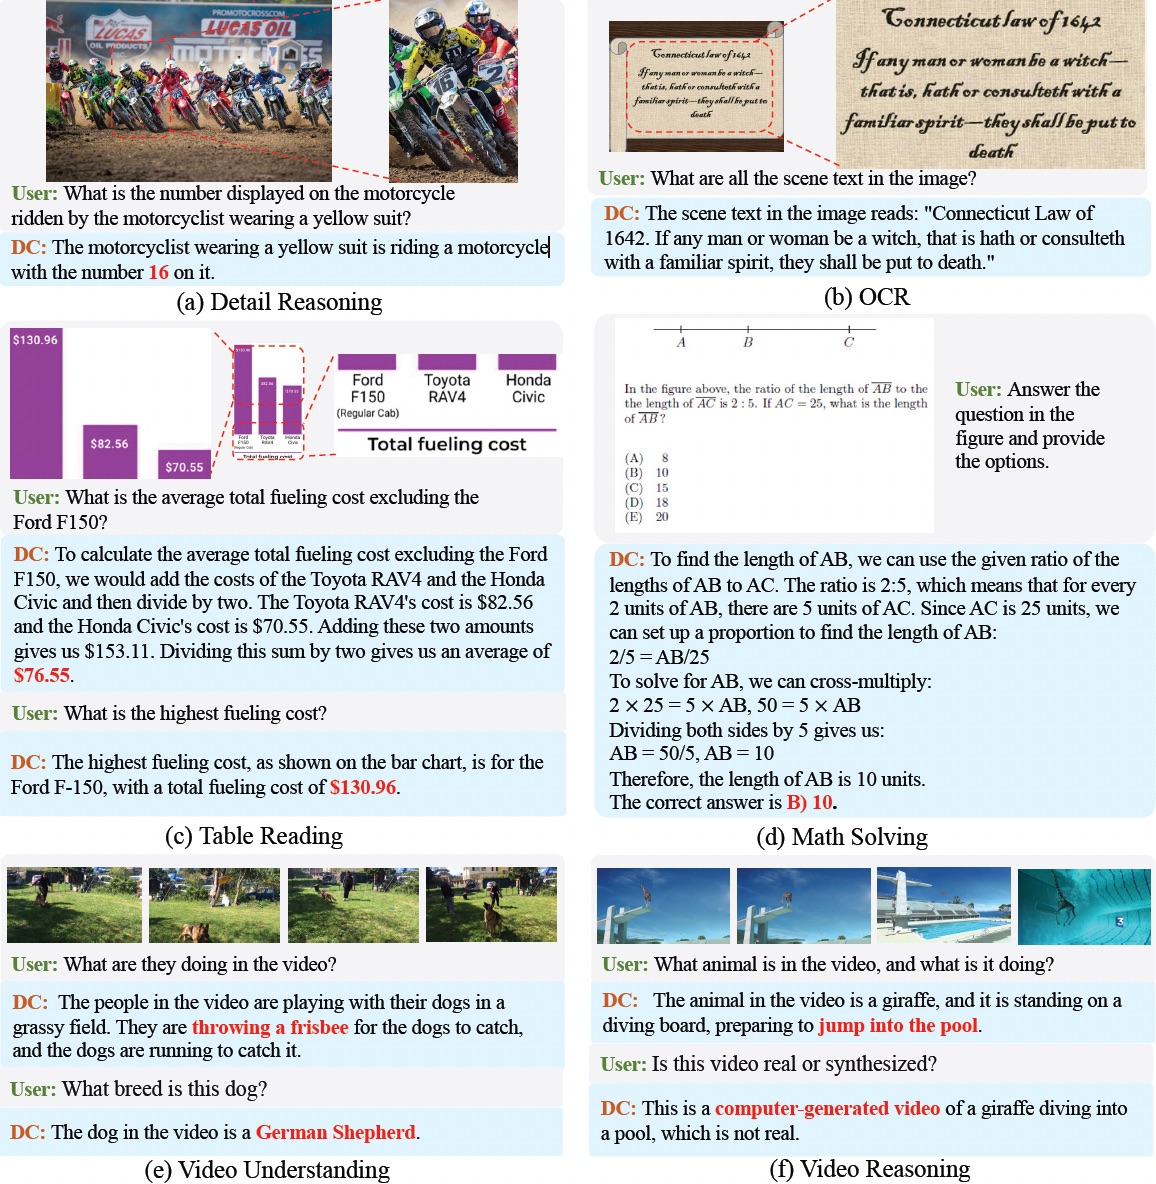 PROMOTOCROSS.COM
LUCAS
OIL PRODUCTS
LUCAS OIL
16
2
User: What is the number displayed on the motorcycle
ridden by the motorcyclist wearing a yellow suit?
DC: The motorcyclist wearing a yellow suit is riding a motorcycle
with the number 16 on it.
(a) Detail Reasoning
Connecticut law of 1642
If any man or woman be a witch—
that is, hath or consulteth with a
familiar spirit—they shall be put to
death
Connecticut law of 1642
If any man or woman be a witch—
that is, hath or consulteth with a
familiar spirit—they shall be put to
death
User: What are all the scene text in the image?
DC: The scene text in the image reads: "Connecticut Law of
1642. If any man or woman be a witch, that is hath or consulteth
with a familiar spirit, they shall be put to death."
(b) OCR
$130.96
$82.56
$70.55
$130.96
$82.56
$70.55
Ford F150 (Regular Cab)
Toyota RAV4
Honda Civic
Total fueling cost
Ford
F150
(Regular Cab)
Toyota
RAV4
Honda
Civic
Total fueling cost
User: What is the average total fueling cost excluding the
Ford F150?
DC: To calculate the average total fueling cost excluding the Ford
F150, we would add the costs of the Toyota RAV4 and the Honda
Civic and then divide by two. The Toyota RAV4's cost is $82.56
and the Honda Civic's cost is $70.55. Adding these two amounts
gives us $153.11. Dividing this sum by two gives us an average of
$76.55.
User: What is the highest fueling cost?
DC: The highest fueling cost, as shown on the bar chart, is for the
Ford F-150, with a total fueling cost of $130.96.
(c) Table Reading
A B C
In the figure above, the ratio of the length of AB to the
the length of AC is 2 : 5. If AC = 25, what is the length
of AB?
(A) 8
(B) 10
(C) 15
(D) 18
(E) 20
User: Answer the
question in the
figure and provide
the options.
DC: To find the length of AB, we can use the given ratio of the
lengths of AB to AC. The ratio is 2:5, which means that for every
2 units of AB, there are 5 units of AC. Since AC is 25 units, we
can set up a proportion to find the length of AB:
2/5 = AB/25
To solve for AB, we can cross-multiply:
2 × 25 = 5 × AB, 50 = 5 × AB
Dividing both sides by 5 gives us:
AB = 50/5, AB = 10
Therefore, the length of AB is 10 units.
The correct answer is B) 10.
(d) Math Solving
User: What are they doing in the video?
DC: The people in the video are playing with their dogs in a
grassy field. They are throwing a frisbee for the dogs to catch,
and the dogs are running to catch it.
User: What breed is this dog?
DC: The dog in the video is a German Shepherd.
(e) Video Understanding
3
User: What animal is in the video, and what is it doing?
DC: The animal in the video is a giraffe, and it is standing on a
diving board, preparing to jump into the pool.
User: Is this video real or synthesized?
DC: This is a computer-generated video of a giraffe diving into
a pool, which is not real.
(f) Video Reasoning